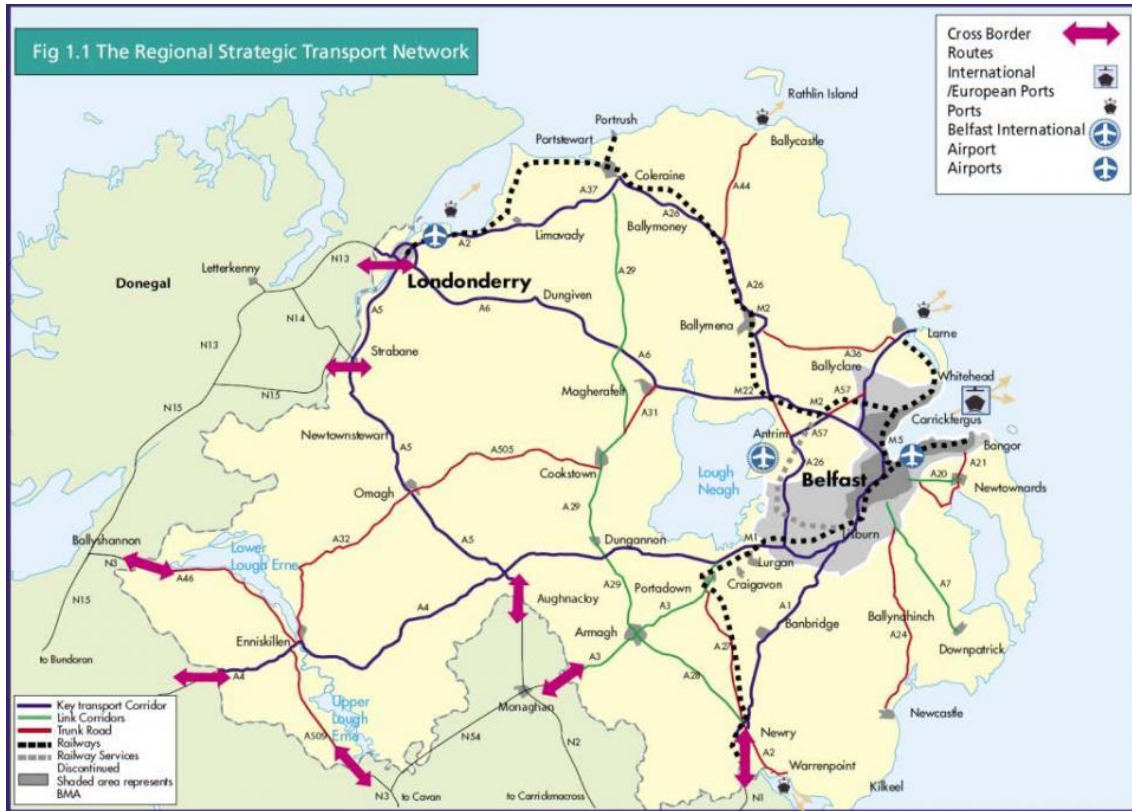 Fig 1.1 The Regional Strategic Transport Network
Cross Border
Routes
International
/European Ports
Ports
Belfast International
Airport
Airports
Rathlin Island
Portrush
Portstewart
Ballycastle
Coleraine
A37
A44
A26
A2
Limavady
Ballymoney
N13
Letterkenny
Donegal
Londonderry
A29
Dungiven
A26
A5
A6
N14
M2
Ballymena
Larne
Strabane
A6
A36
Ballyclare
N13
Magherafelt
Whitehead
N15
N15
M22
M2
A57
A31
Carrickfergus
Newtownstewart
Antrim
A57
M5
Bangor
A5
A505
Cookstown
A26
A20
A21
Lough
Neagh
Belfast
Newtownards
Omagh
A29
Ballyshannon
A32
A5
Dungannon
M1
Lisburn
Lower
Lough Erne
N3
A46
Lurgan
Craigavon
Portadown
A29
A3
A7
N15
Aughnacloy
A4
A1
Ballynahinch
Enniskillen
Armagh
Banbridge
A24
to Bundoran
A27
Downpatrick
A3
A28
A4
Monaghan
Upper
Lough
Erne
Newcastle
Newry
A509
N54
N2
A2
Warrenpoint
Kilkeel
N3
to Cavan
to Carrickmacross
N1
Key transport Corridor
Link Corridors
Trunk Road
Railways
Railway Services
Discontinued
Shaded area represents
BMA